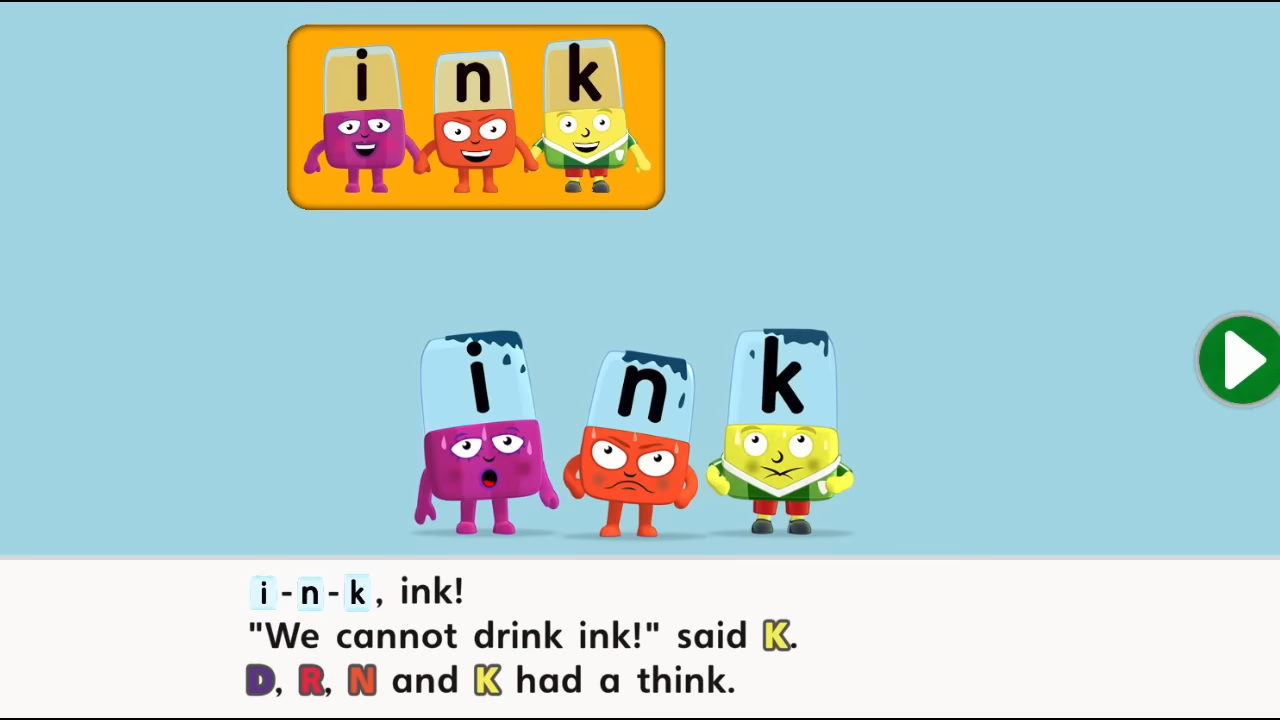 i n k
i n k
i-n-k, ink!
"We cannot drink ink!" said K.
D, R, N and K had a think.